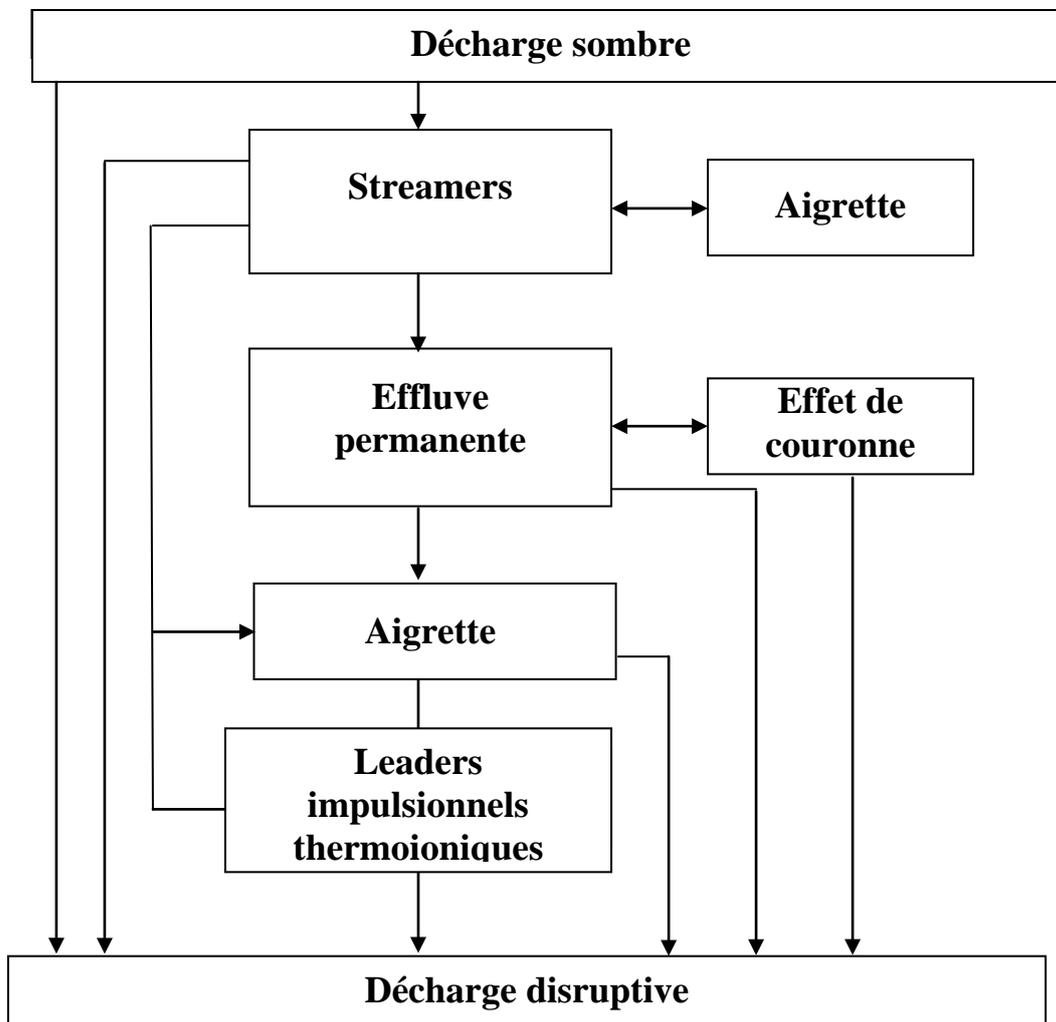 Décharge sombre
Streamers
Aigrette
Effluve
permanente
Effet de
couronne
Aigrette
Leaders
impulsionnels
thermoioniques
Décharge disruptive